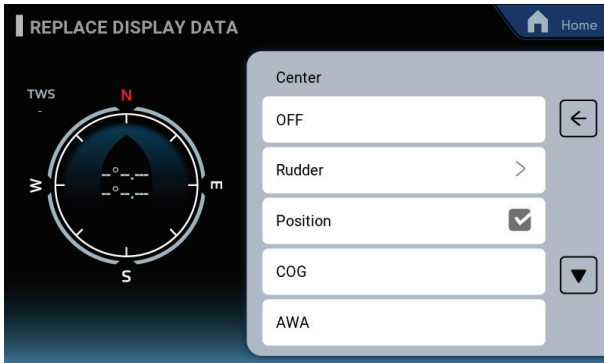 REPLACE DISPLAY DATA
Home
TWS
-
N
W
E
S
--°--.---
--°--.---
Center
OFF
Rudder
Position
COG
AWA